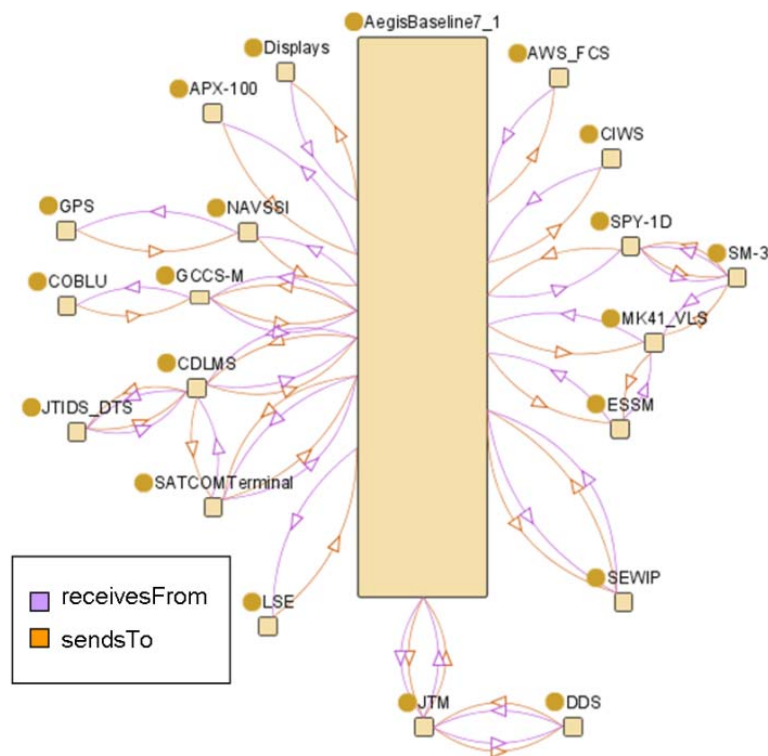 AegisBaseline7_1
Displays
AWS_FCS
APX-100
CIWS
GPS
NAVSSI
SPY-1D
SM-3
COBLU
GCCS-M
MK41_VLS
CDLMS
JTIDS_DTS
ESSM
SATCOMTerminal
SEWIP
receivesFrom
LSE
sendsTo
JTM
DDS